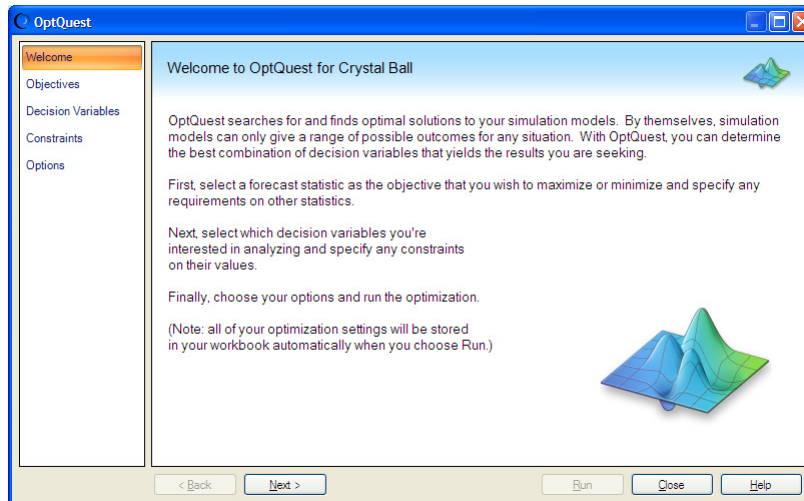 OptQuest
Welcome
Objectives
Decision Variables
Constraints
Options
Welcome to OptQuest for Crystal Ball
OptQuest searches for and finds optimal solutions to your simulation models.  By themselves, simulation
models can only give a range of possible outcomes for any situation.  With OptQuest, you can determine
the best combination of decision variables that yields the results you are seeking.
First, select a forecast statistic as the objective that you wish to maximize or minimize and specify any
requirements on other statistics.
Next, select which decision variables you're
interested in analyzing and specify any constraints
on their values.
Finally, choose your options and run the optimization.
(Note: all of your optimization settings will be stored
in your workbook automatically when you choose Run.)
< Back
Next >
Run
Close
Help